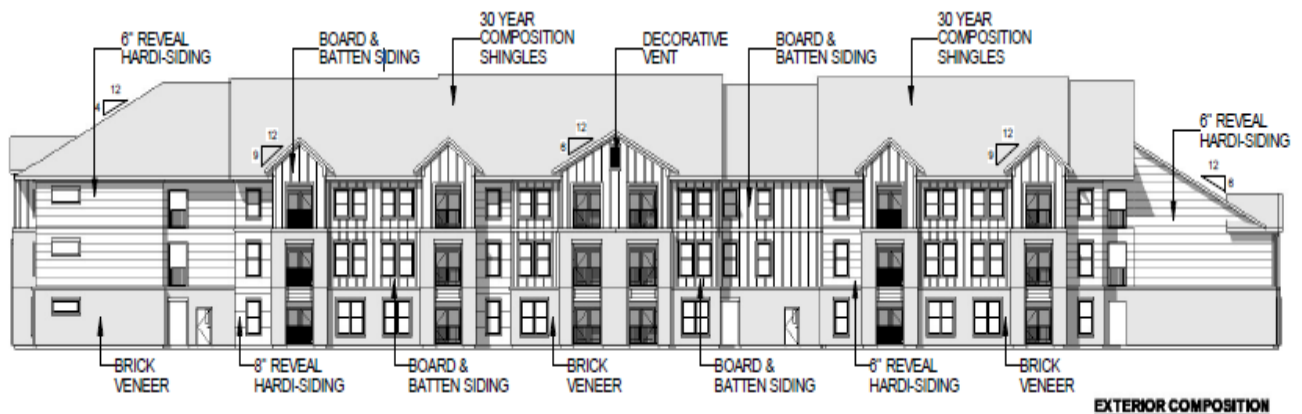 6" REVEAL
HARDI-SIDING
BOARD &
BATTEN SIDING
30 YEAR
COMPOSITION
SHINGLES
DECORATIVE
VENT
BOARD &
BATTEN SIDING
30 YEAR
COMPOSITION
SHINGLES
6" REVEAL
HARDI-SIDING
12
4
12
9
12
6
12
9
12
6
BRICK
VENEER
8" REVEAL
HARDI-SIDING
BOARD &
BATTEN SIDING
BRICK
VENEER
BOARD &
BATTEN SIDING
6" REVEAL
HARDI-SIDING
BRICK
VENEER
EXTERIOR COMPOSITION